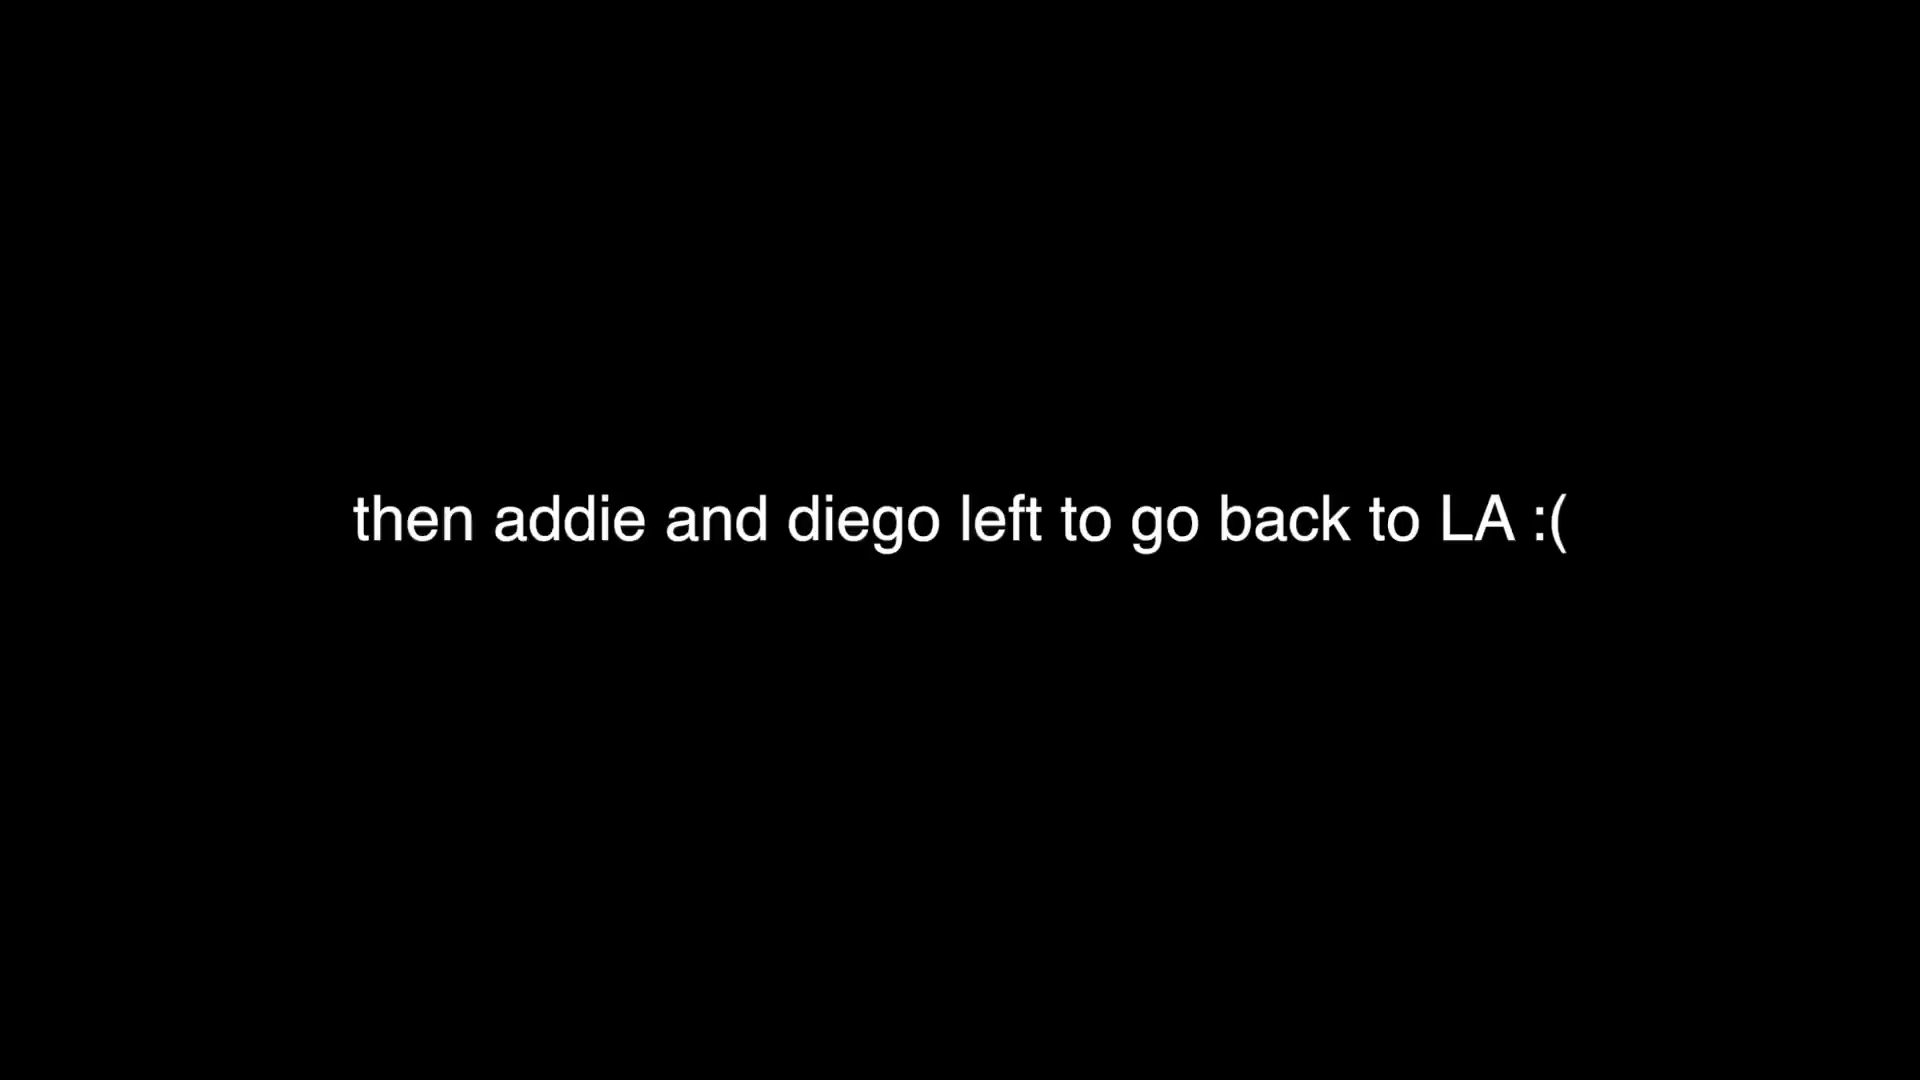 then addie and diego left to go back to LA :(